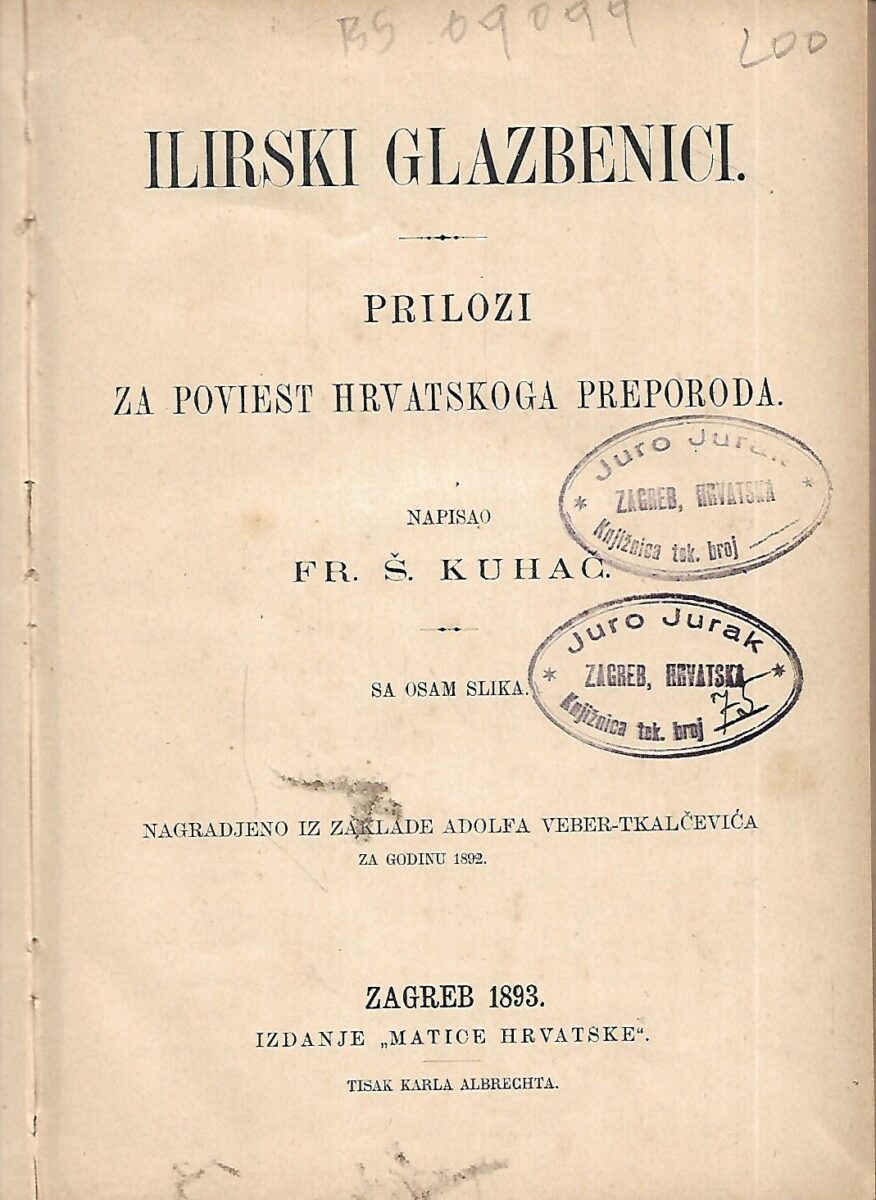 BS 09099
200
ILIRSKI GLAZBENICI.
PRILOZI
ZA POVIEST HRVATSKOGA PREPORODA.
NAPISAO
FR. Š. KUHAČ.
SA OSAM SLIKA.
Juro Jurak
ZAGREB, HRVATSKA
Knjižnica tek. broj
Juro Jurak
ZAGREB, HRVATSKA
Knjižnica tek. broj 75
NAGRADJENO IZ ZAKLADE ADOLFA VEBER-TKALČEVIĆA
ZA GODINU 1892.
ZAGREB 1893.
IZDANJE „MATICE HRVATSKE“.
TISAK KARLA ALBRECHTA.